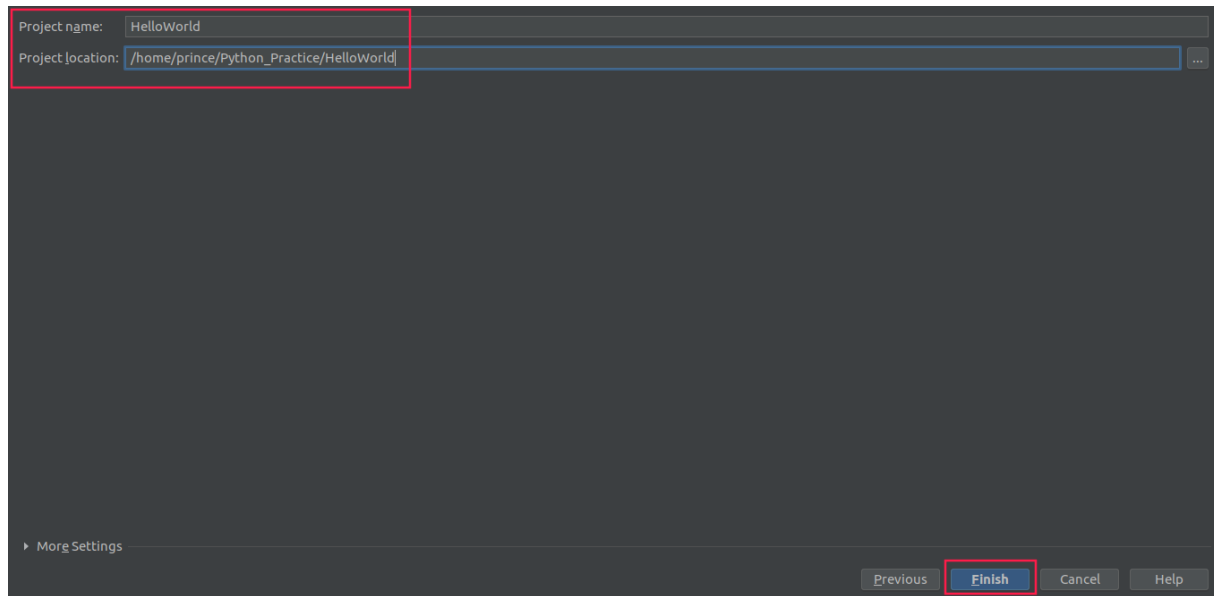 Project name: HelloWorld
Project location: /home/prince/Python_Practice/HelloWorld ...
More Settings
Previous Finish Cancel Help